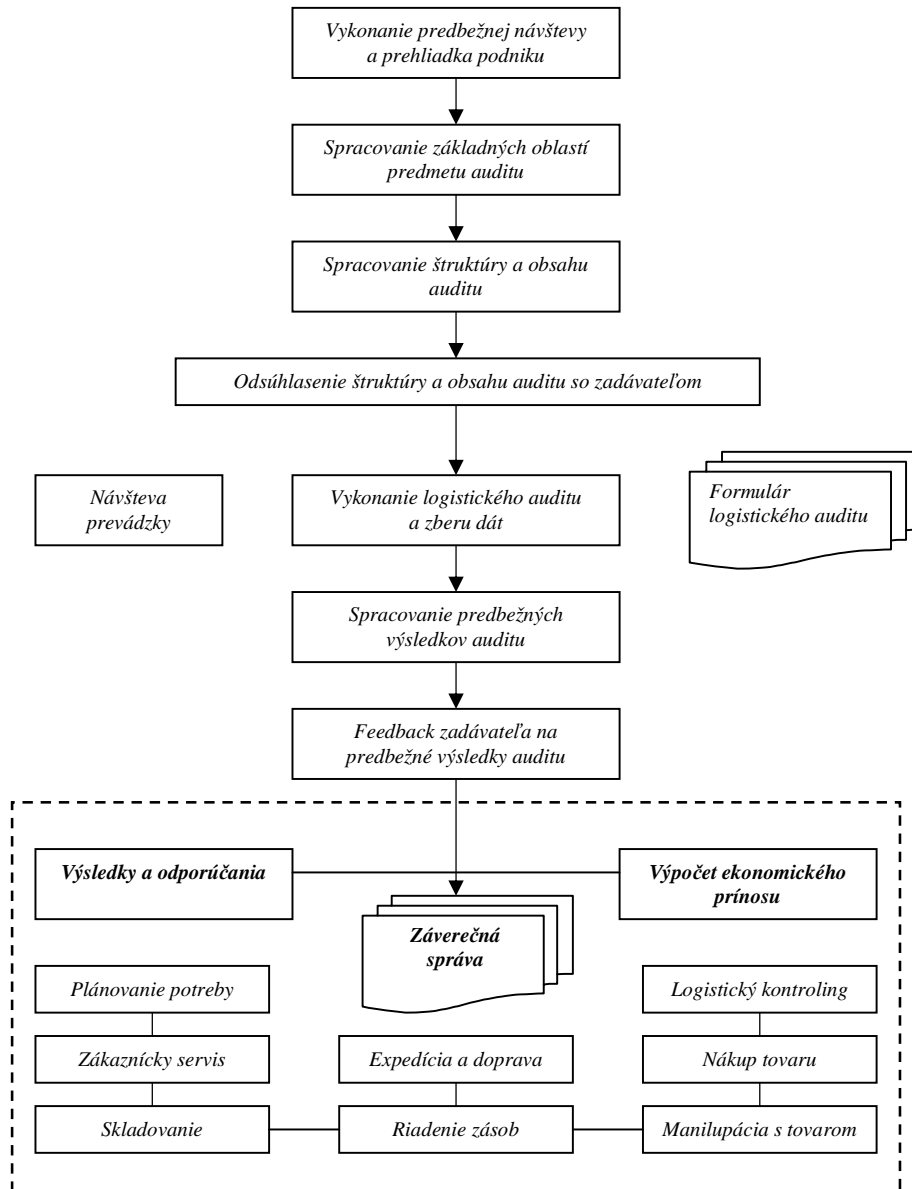 Vykonanie predbežnej návštevy
a prehliadka podniku
Spracovanie základných oblastí
predmetu auditu
Spracovanie štruktúry a obsahu
auditu
Odsúhlasenie štruktúry a obsahu auditu so zadávateľom
Návšteva
prevádzky
Vykonanie logistického auditu
a zberu dát
Formulár
logistického auditu
Spracovanie predbežných
výsledkov auditu
Feedback zadávateľa na
predbežné výsledky auditu
Výsledky a odporúčania
Výpočet ekonomického
prínosu
Záverečná
správa
Plánovanie potreby
Logistický kontroling
Zákaznícky servis
Expedícia a doprava
Nákup tovaru
Skladovanie
Riadenie zásob
Manilupácia s tovarom